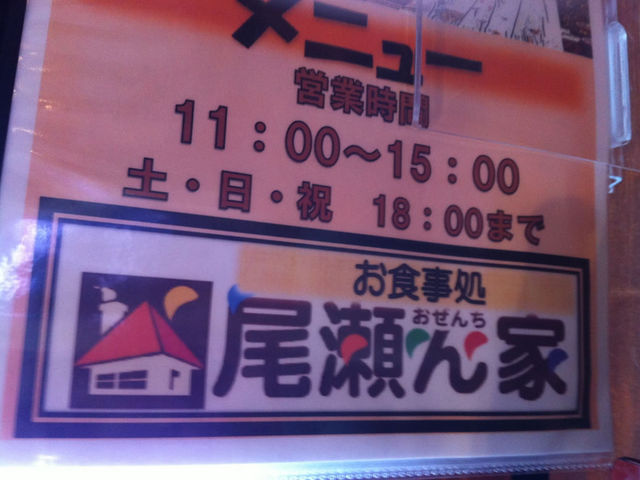 メニュー
営業時間
11：00～15：00
土・日・祝 18：00まで
お食事処
おぜんち
尾瀬ん家